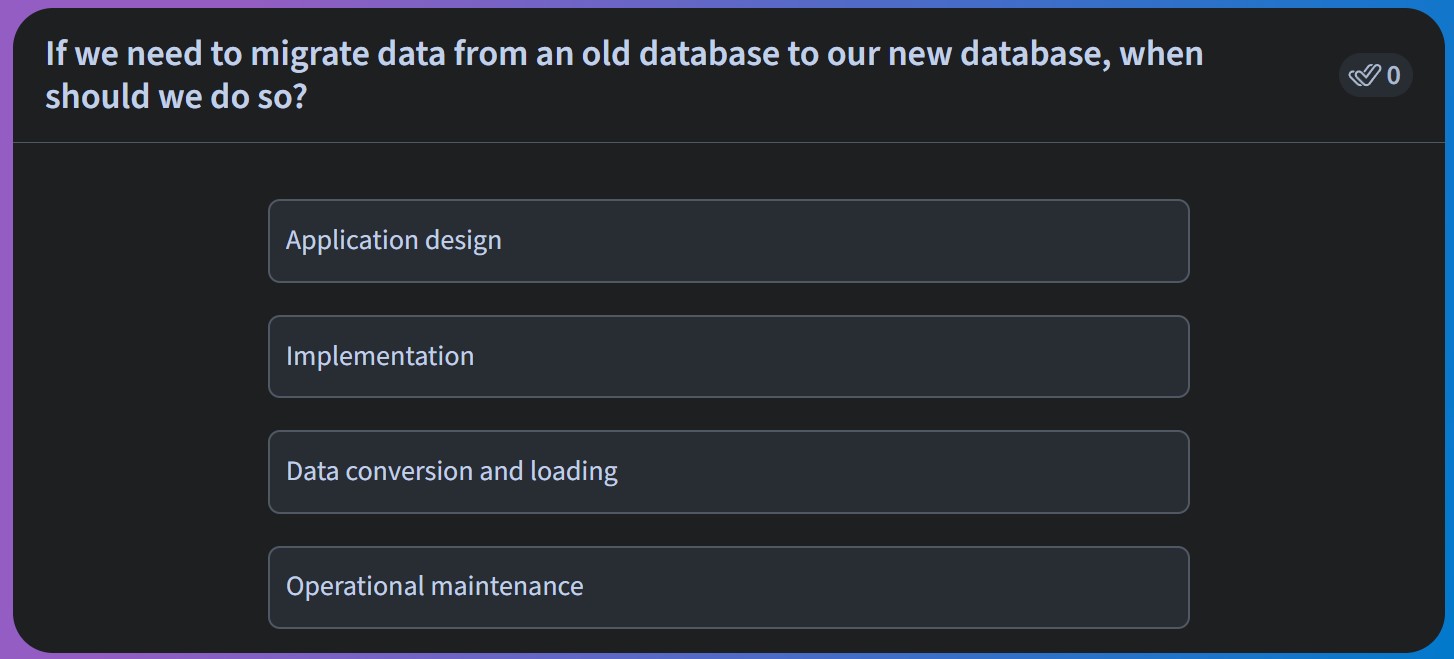 If we need to migrate data from an old database to our new database, when
should we do so?
0
Application design
Implementation
Data conversion and loading
Operational maintenance